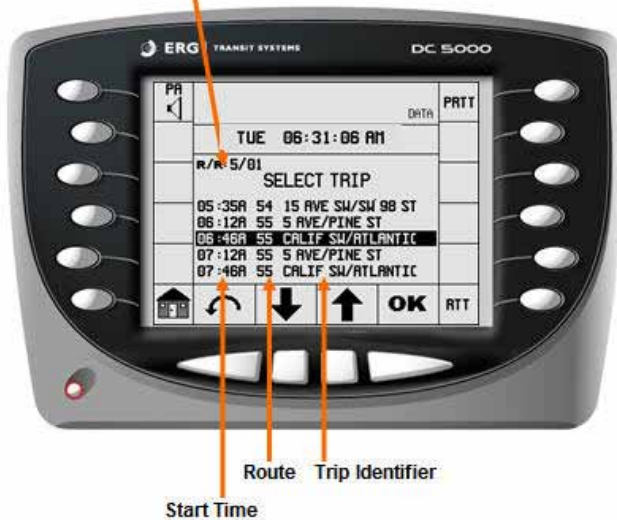 ERG TRANSIT SYSTEMS DC 5000
PA
PRTT
DATA
TUE 06:31:06 AM
R/R 5/01
SELECT TRIP
05:35A 54 15 AVE SW/SW 98 ST
06:12A 55 5 AVE/PINE ST
06:46A 55 CALIF SW/ATLANTIC
07:12A 55 5 AVE/PINE ST
07:46A 55 CALIF SW/ATLANTIC
OK
RTT
Route Trip Identifier
Start Time